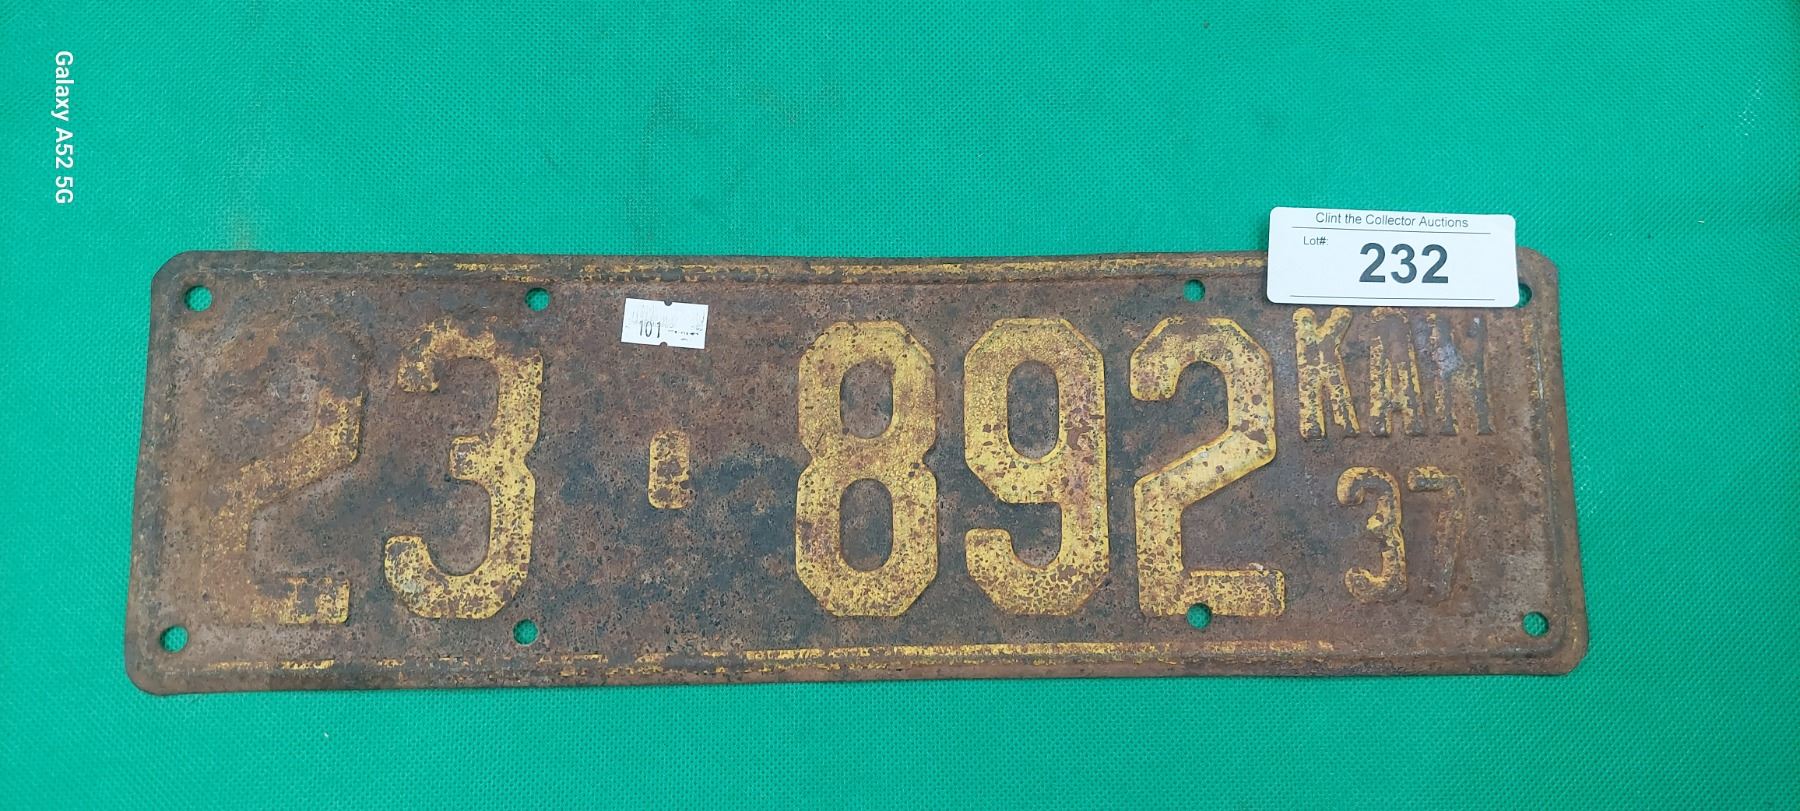 Galaxy A52 5G
Clint the Collector Auctions
Lot#:
232
101
23-892
KAN
37